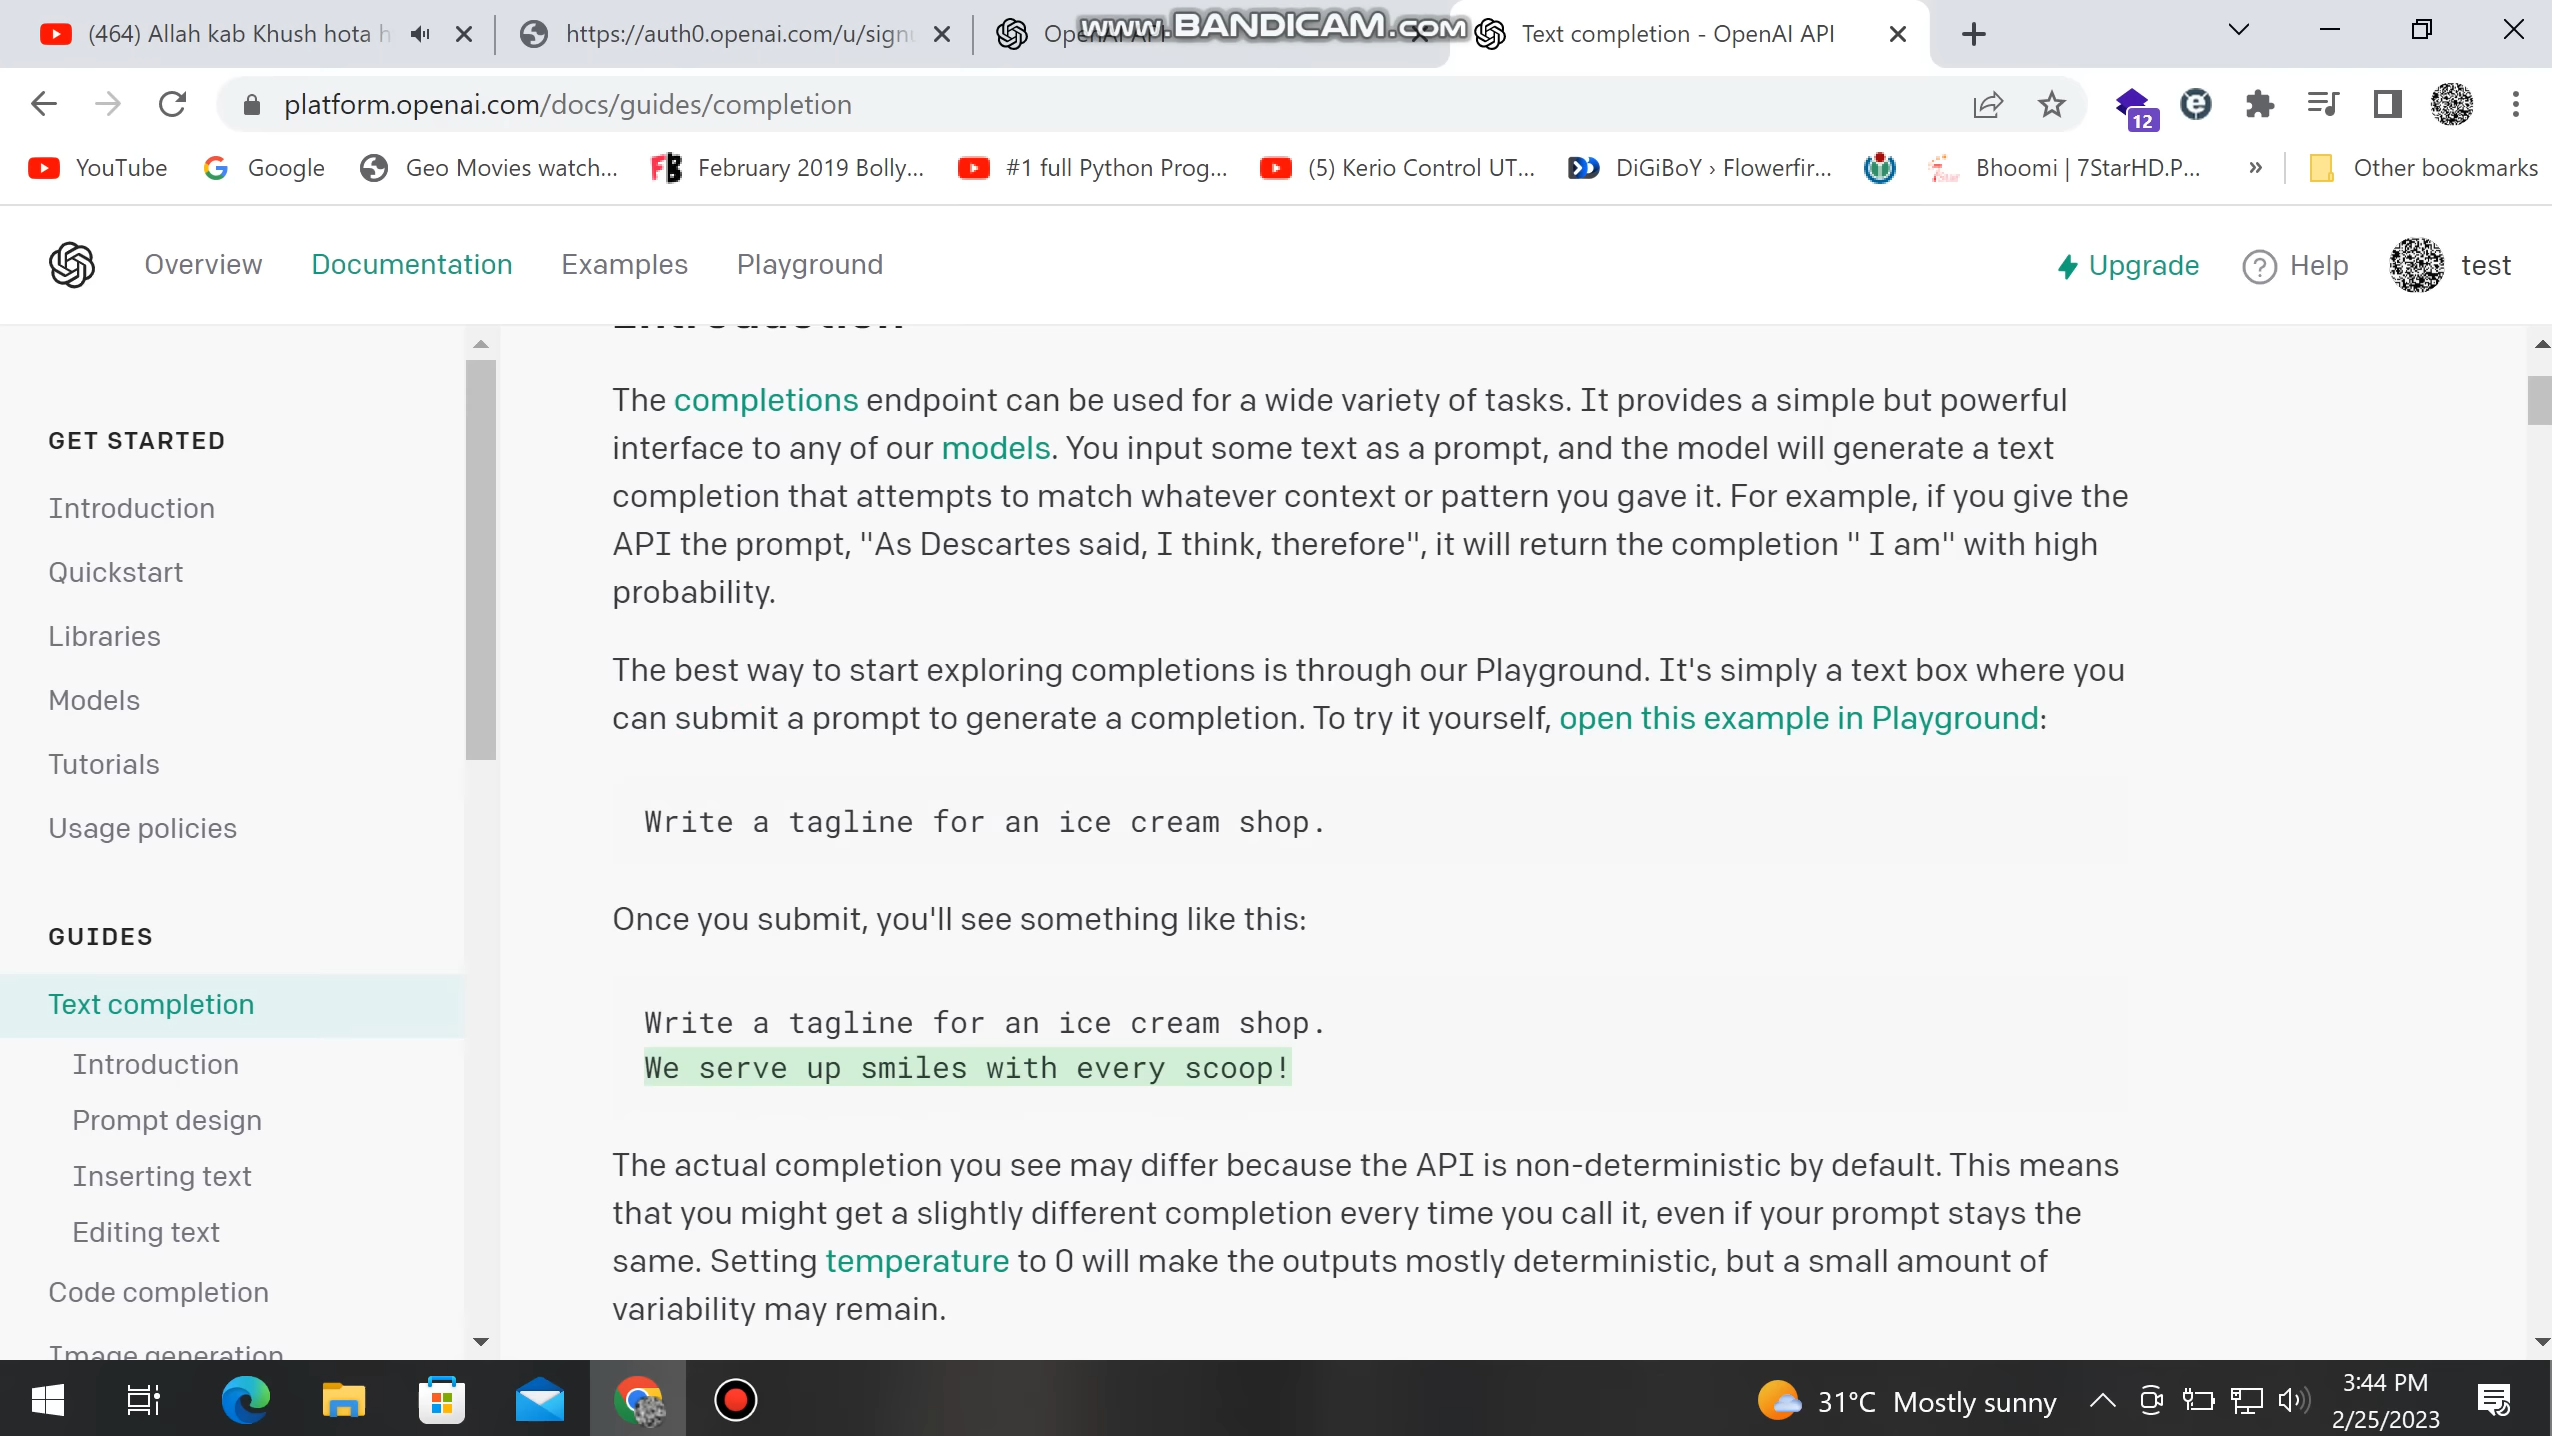 (464) Allah kab Khush hota h
https://auth0.openai.com/u/signu
OpenAI API
www.BANDICAM.com
Text completion - OpenAI API
platform.openai.com/docs/guides/completion
12
YouTube
Google
Geo Movies watch...
February 2019 Bolly...
#1 full Python Prog...
(5) Kerio Control UT...
DiGiBoY › Flowerfir...
Bhoomi | 7StarHD.P...
»
Other bookmarks
Overview
Documentation
Examples
Playground
Upgrade
Help
test
GET STARTED
Introduction
Quickstart
Libraries
Models
Tutorials
Usage policies
GUIDES
Text completion
Introduction
Prompt design
Inserting text
Editing text
Code completion
Image generation
Introduction
The completions endpoint can be used for a wide variety of tasks. It provides a simple but powerful
interface to any of our models. You input some text as a prompt, and the model will generate a text
completion that attempts to match whatever context or pattern you gave it. For example, if you give the
API the prompt, "As Descartes said, I think, therefore", it will return the completion " I am" with high
probability.
The best way to start exploring completions is through our Playground. It's simply a text box where you
can submit a prompt to generate a completion. To try it yourself, open this example in Playground:
Write a tagline for an ice cream shop.
Once you submit, you'll see something like this:
Write a tagline for an ice cream shop.
We serve up smiles with every scoop!
The actual completion you see may differ because the API is non-deterministic by default. This means
that you might get a slightly different completion every time you call it, even if your prompt stays the
same. Setting temperature to 0 will make the outputs mostly deterministic, but a small amount of
variability may remain.
31°C Mostly sunny
3:44 PM
2/25/2023